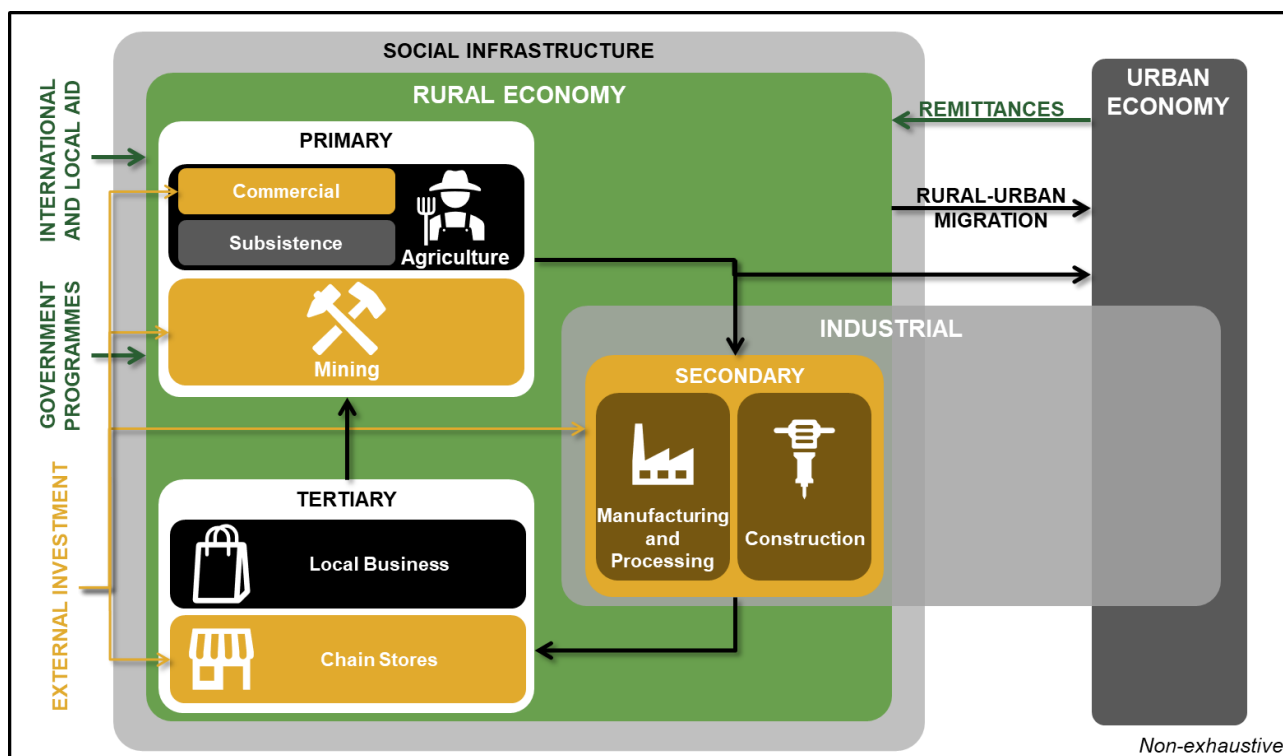 SOCIAL INFRASTRUCTURE
RURAL ECONOMY
URBAN
ECONOMY
INTERNATIONAL
AND LOCAL AID
GOVERNMENT
PROGRAMMES
EXTERNAL INVESTMENT
PRIMARY
Commercial
Subsistence
Agriculture
Mining
REMITTANCES
RURAL-URBAN
MIGRATION
INDUSTRIAL
SECONDARY
Manufacturing
and
Processing
Construction
TERTIARY
Local Business
Chain Stores
Non-exhaustive